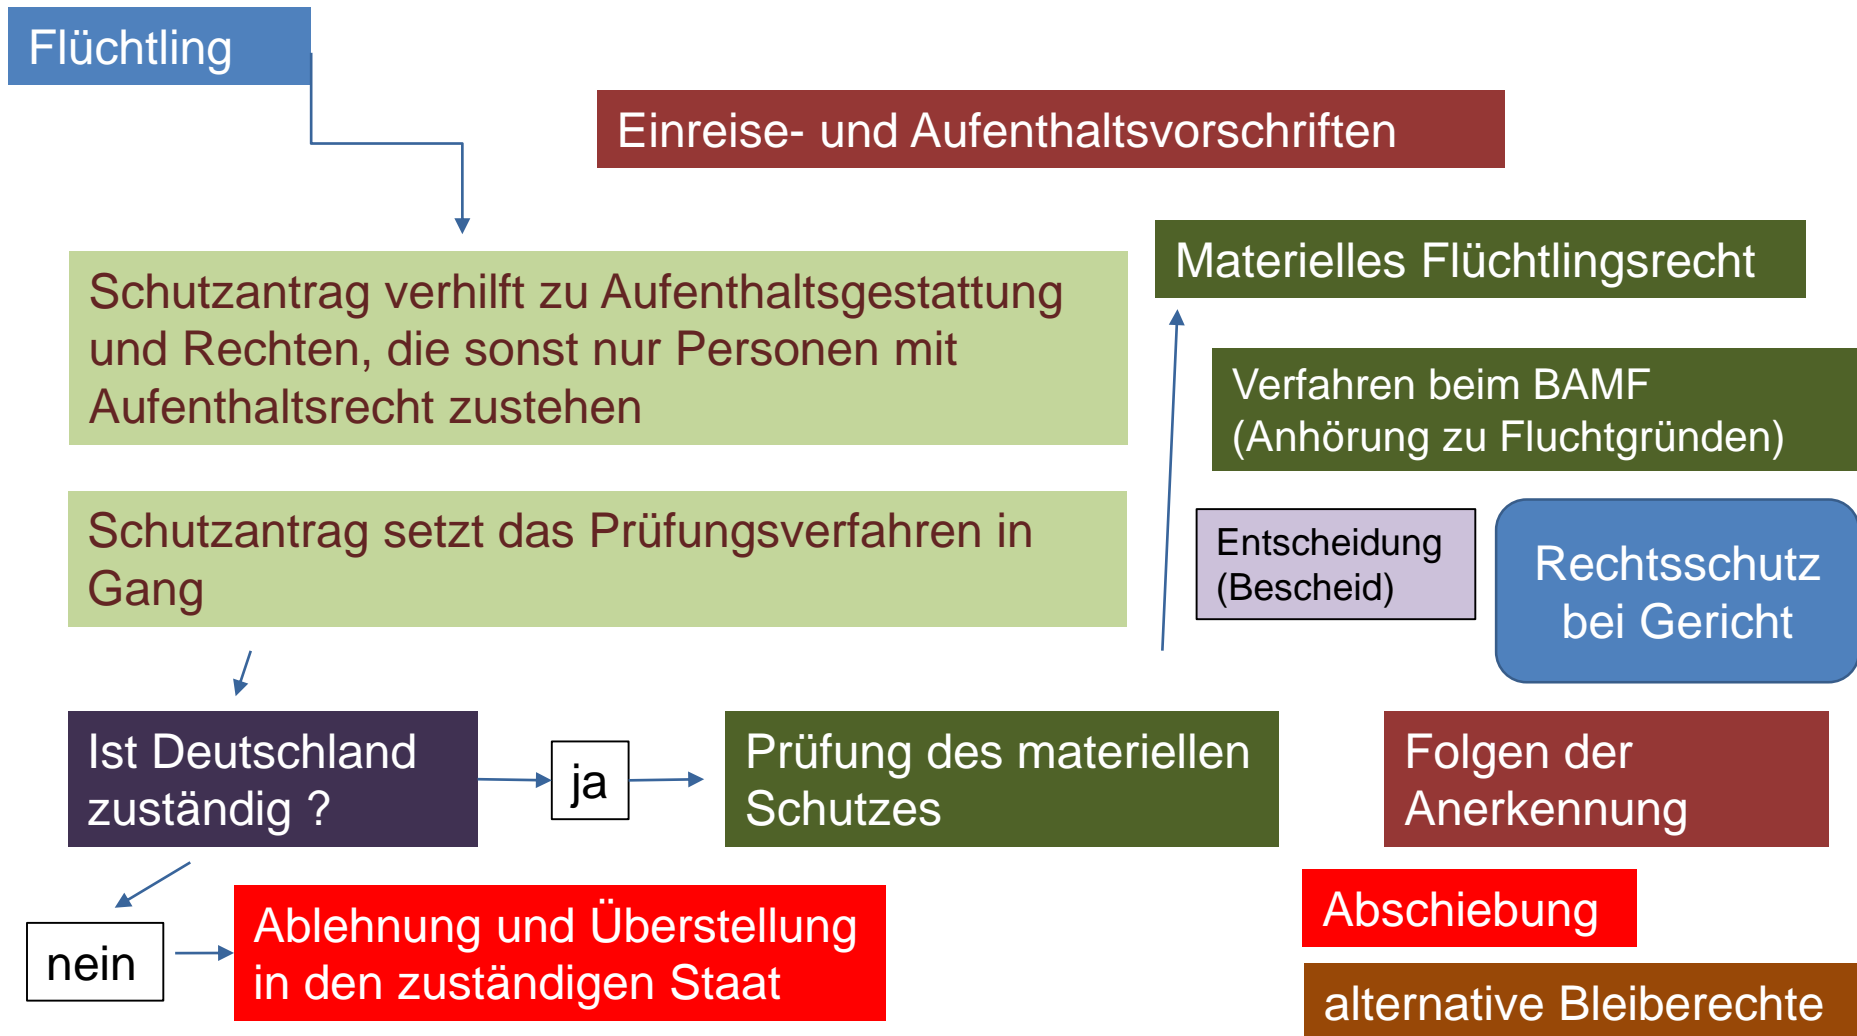 Flüchtling
Einreise- und Aufenthaltsvorschriften
Schutzantrag verhilft zu Aufenthaltsgestattung
und Rechten, die sonst nur Personen mit
Aufenthaltsrecht zustehen
Materielles Flüchtlingsrecht
Verfahren beim BAMF
(Anhörung zu Fluchtgründen)
Schutzantrag setzt das Prüfungsverfahren in
Gang
Entscheidung
(Bescheid)
Rechtsschutz
bei Gericht
Ist Deutschland
zuständig ?
ja
Prüfung des materiellen
Schutzes
Folgen der
Anerkennung
nein
Ablehnung und Überstellung
in den zuständigen Staat
Abschiebung
alternative Bleiberechte